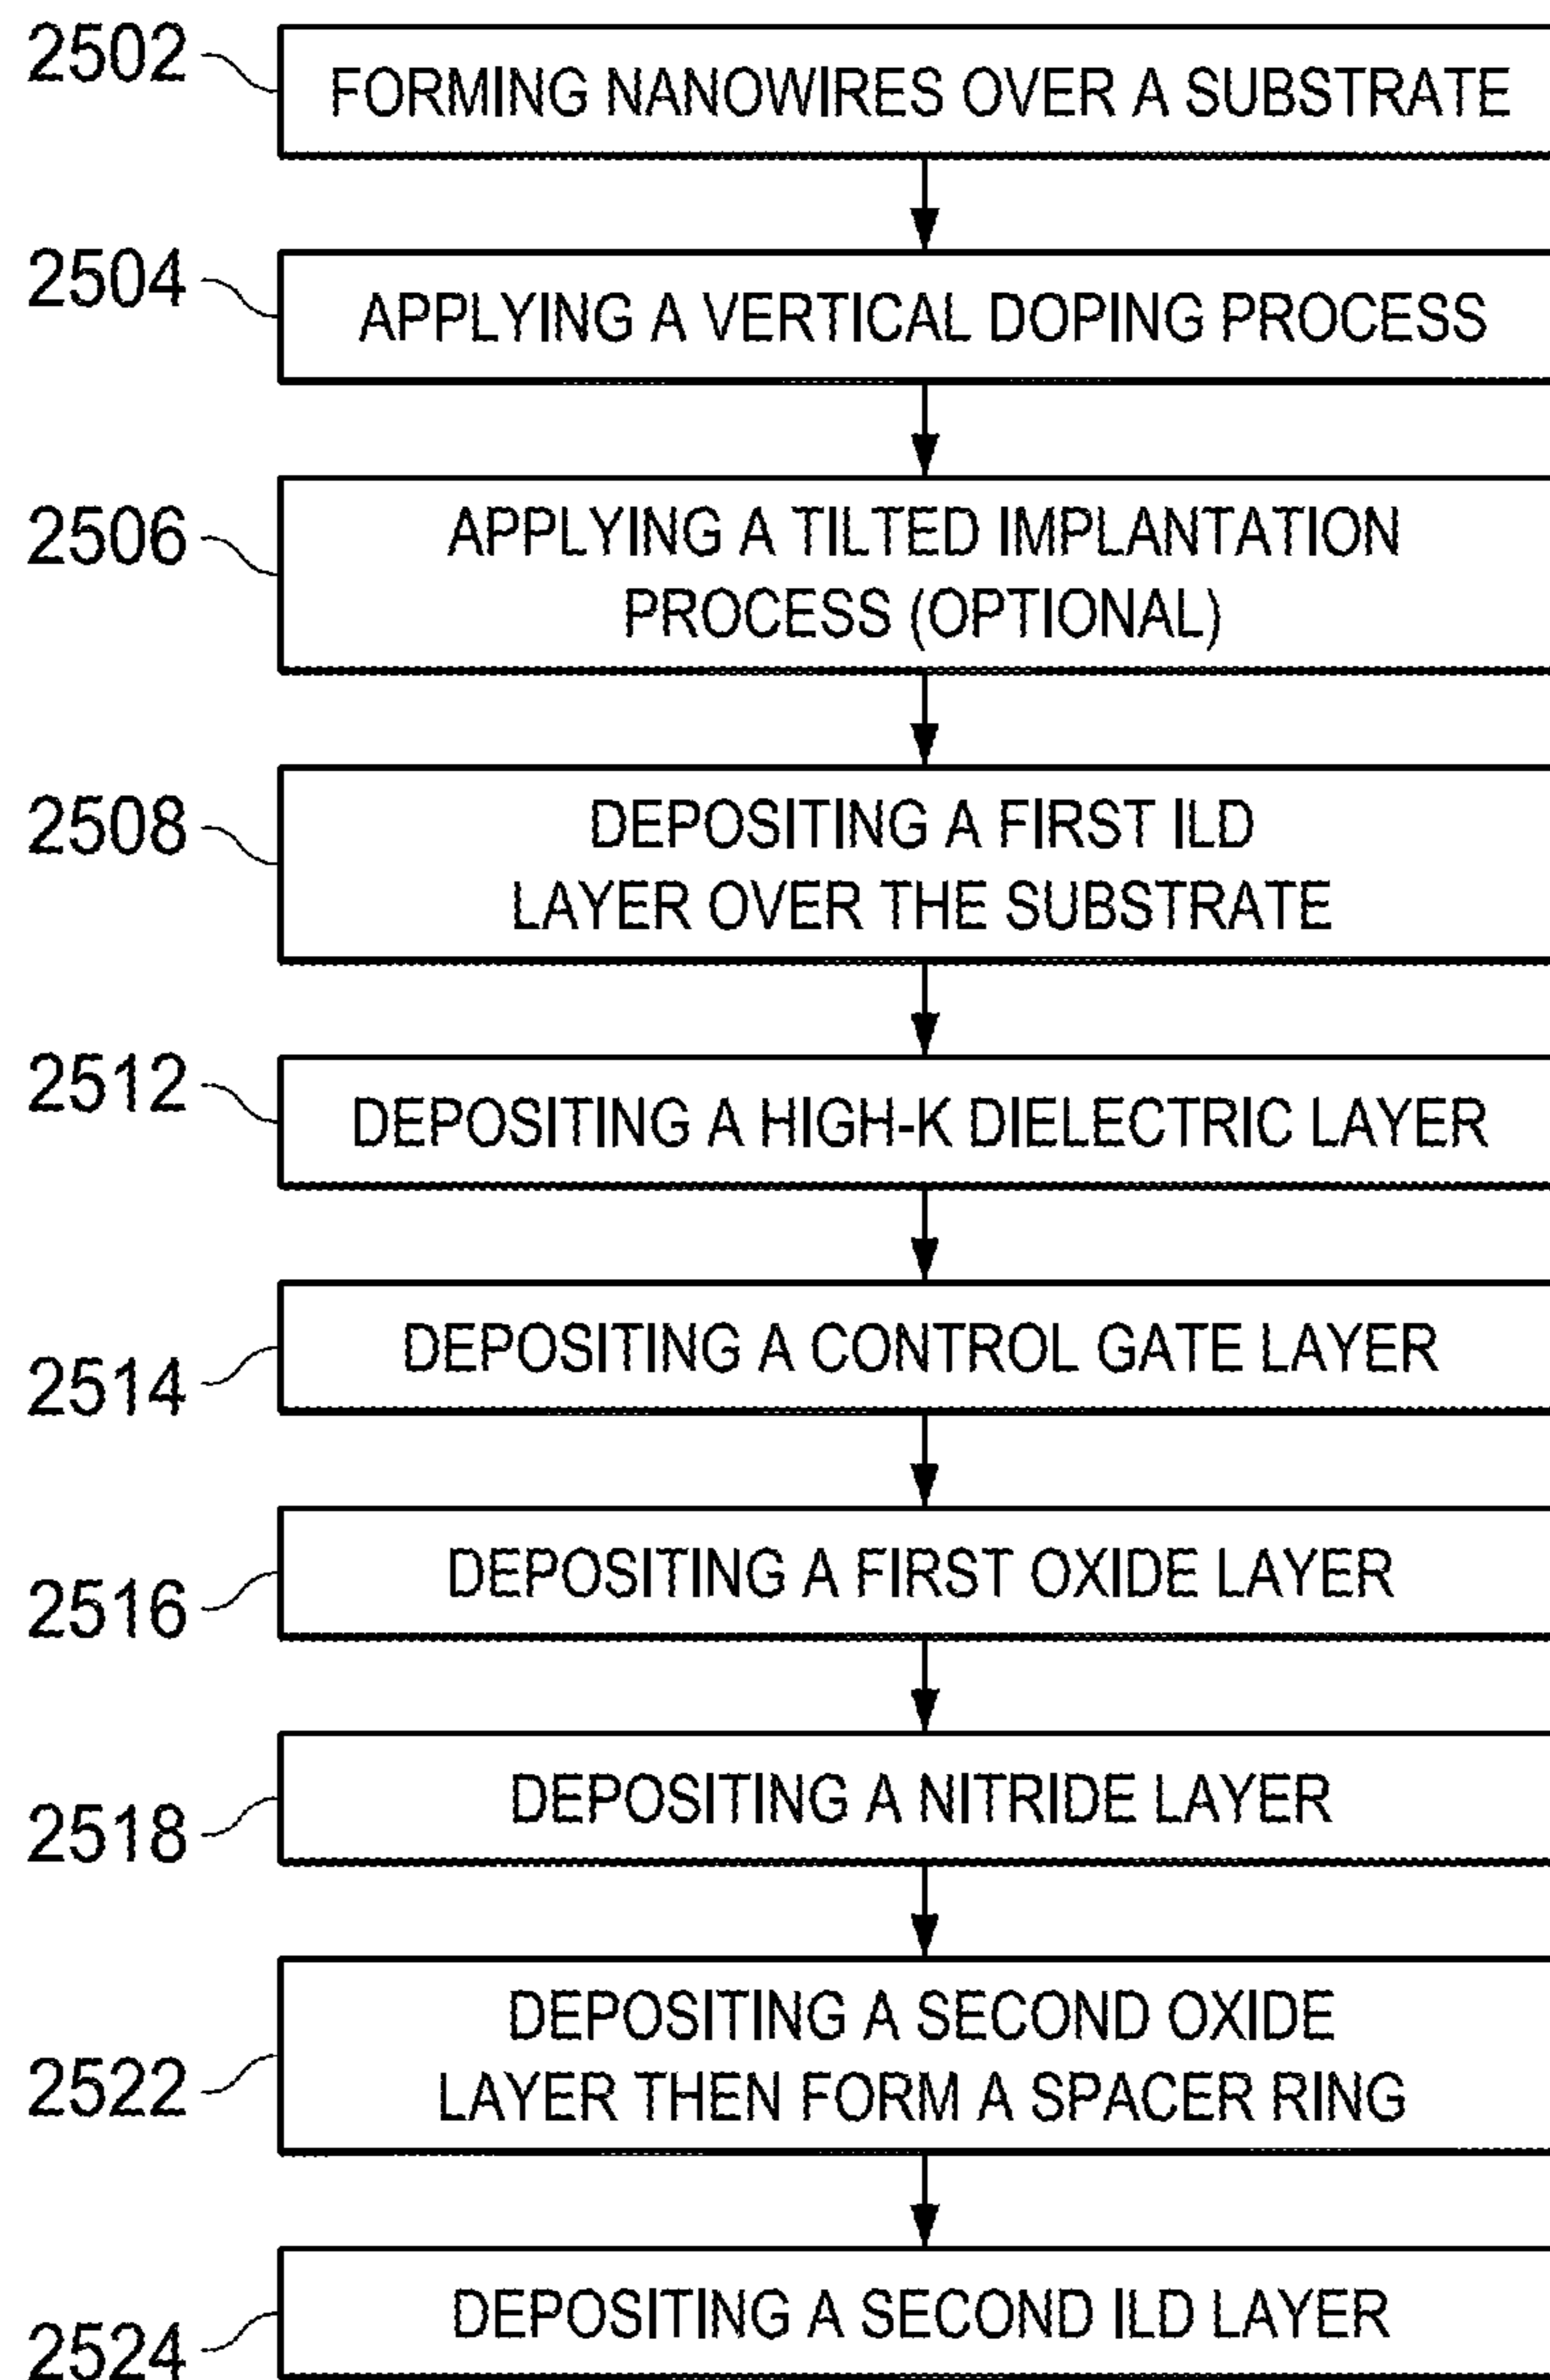 2502
FORMING NANOWIRES OVER A SUBSTRATE
2504
APPLYING A VERTICAL DOPING PROCESS
2506
APPLYING A TILTED IMPLANTATION
PROCESS (OPTIONAL)
2508
DEPOSITING A FIRST ILD
LAYER OVER THE SUBSTRATE
2512
DEPOSITING A HIGH-K DIELECTRIC LAYER
2514
DEPOSITING A CONTROL GATE LAYER
2516
DEPOSITING A FIRST OXIDE LAYER
2518
DEPOSITING A NITRIDE LAYER
2522
DEPOSITING A SECOND OXIDE
LAYER THEN FORM A SPACER RING
2524
DEPOSITING A SECOND ILD LAYER